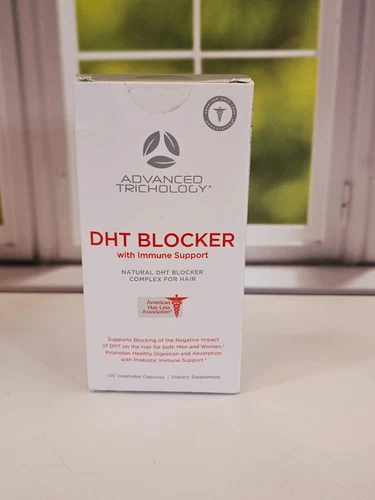 ADVANCED
TRICHOLOGY®
DHT BLOCKER
with Immune Support
NATURAL DHT BLOCKER
COMPLEX FOR HAIR
American
Hair Loss
Association®
Supports Blocking of the Negative Impact
of DHT on the Hair for both Men and Women.*
Promotes Healthy Digestion and Absorption
with Probiotic Immune Support.*
120 Vegetable Capsules | Dietary Supplement